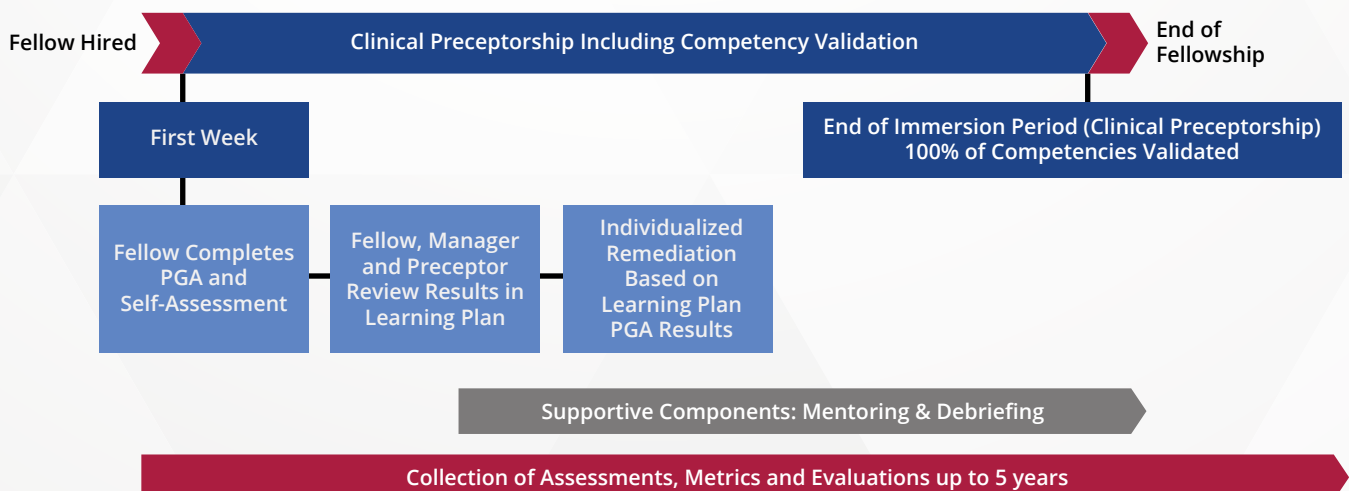 Fellow Hired
Clinical Preceptorship Including Competency Validation
End of
Fellowship
First Week
End of Immersion Period (Clinical Preceptorship)
100% of Competencies Validated
Fellow Completes
PGA and
Self-Assessment
Fellow, Manager
and Preceptor
Review Results in
Learning Plan
Individualized
Remediation
Based on
Learning Plan
PGA Results
Supportive Components: Mentoring & Debriefing
Collection of Assessments, Metrics and Evaluations up to 5 years